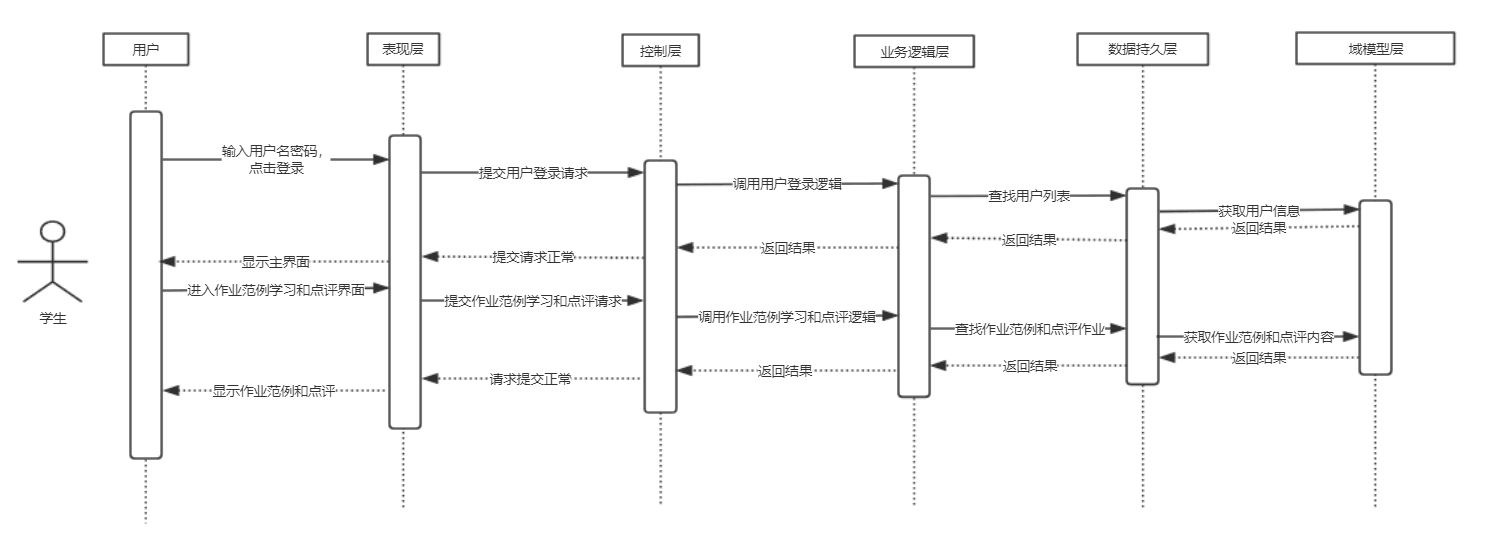 用户
表现层
控制层
业务逻辑层
数据持久层
域模型层
输入用户名密码，
点击登录
提交用户登录请求
调用用户登录逻辑
查找用户列表
获取用户信息
返回结果
返回结果
返回结果
提交请求正常
显示主界面
进入作业范例学习和点评界面
提交作业范例学习和点评请求
调用作业范例学习和点评逻辑
查找作业范例和点评作业
获取作业范例和点评内容
返回结果
返回结果
返回结果
请求提交正常
显示作业范例和点评
学生